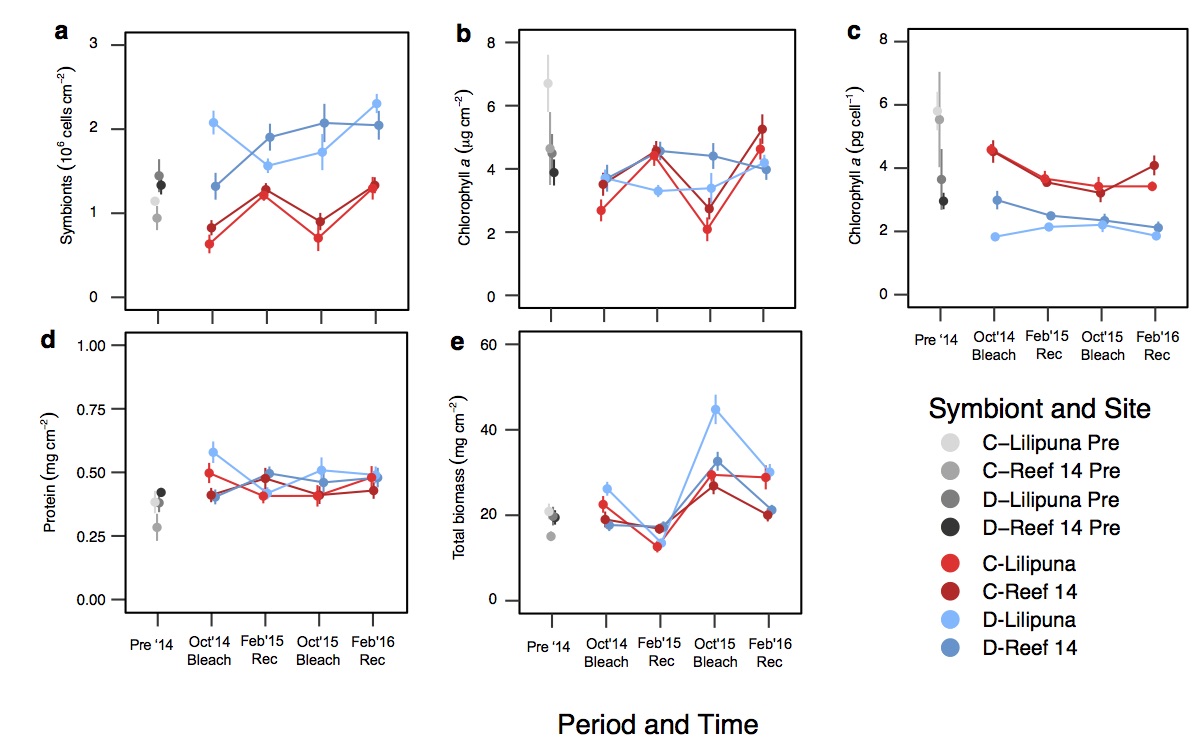 a
3
2
1
0
Symbionts (10⁶ cells cm⁻²)
b
8
6
4
2
0
Chlorophyll a (µg cm⁻²)
c
8
6
4
2
0
Chlorophyll a (pg cell⁻¹)
Pre ‘14
Oct'14
Bleach
Feb'15
Rec
Oct'15
Bleach
Feb'16
Rec
d
1.00
0.75
0.50
0.25
0.00
Protein (mg cm⁻²)
Pre ‘14
Oct'14
Bleach
Feb'15
Rec
Oct'15
Bleach
Feb'16
Rec
e
60
40
20
0
Total biomass (mg cm⁻²)
Pre ‘14
Oct'14
Bleach
Feb'15
Rec
Oct'15
Bleach
Feb'16
Rec
Symbiont and Site
C−Lilipuna Pre
C−Reef 14 Pre
D−Lilipuna Pre
D−Reef 14 Pre
C-Lilipuna
C-Reef 14
D-Lilipuna
D-Reef 14
Period and Time